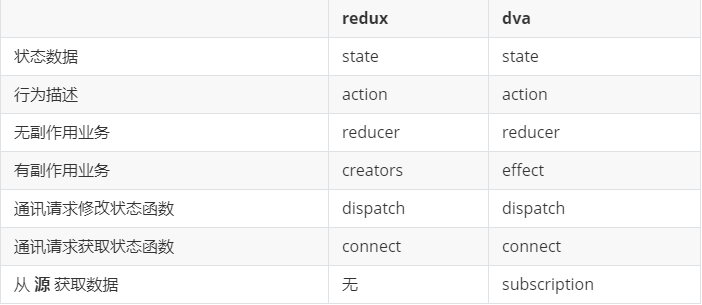 redux dva
状态数据 state state
行为描述 action action
无副作用业务 reducer reducer
有副作用业务 creators effect
通讯请求修改状态函数 dispatch dispatch
通讯请求获取状态函数 connect connect
从 源 获取数据 无 subscription